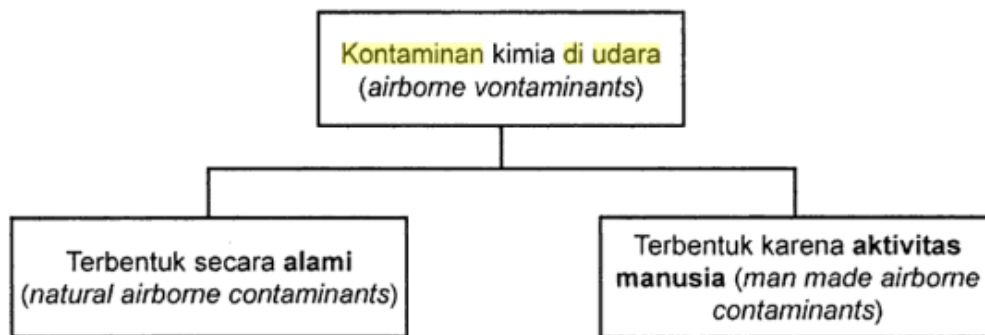 Kontaminan kimia di udara
(airborne vontaminants)
Terbentuk secara alami
(natural airborne contaminants)
Terbentuk karena aktivitas
manusia (man made airborne
contaminants)